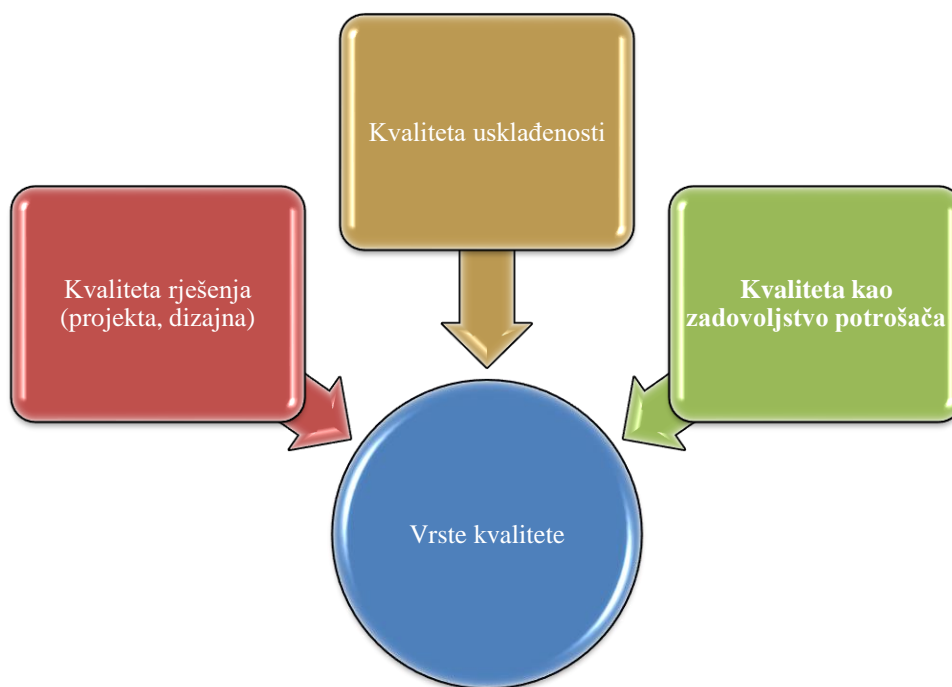 Kvaliteta usklađenosti
Kvaliteta rješenja
(projekta, dizajna)
Kvaliteta kao
zadovoljstvo potrošača
Vrste kvalitete